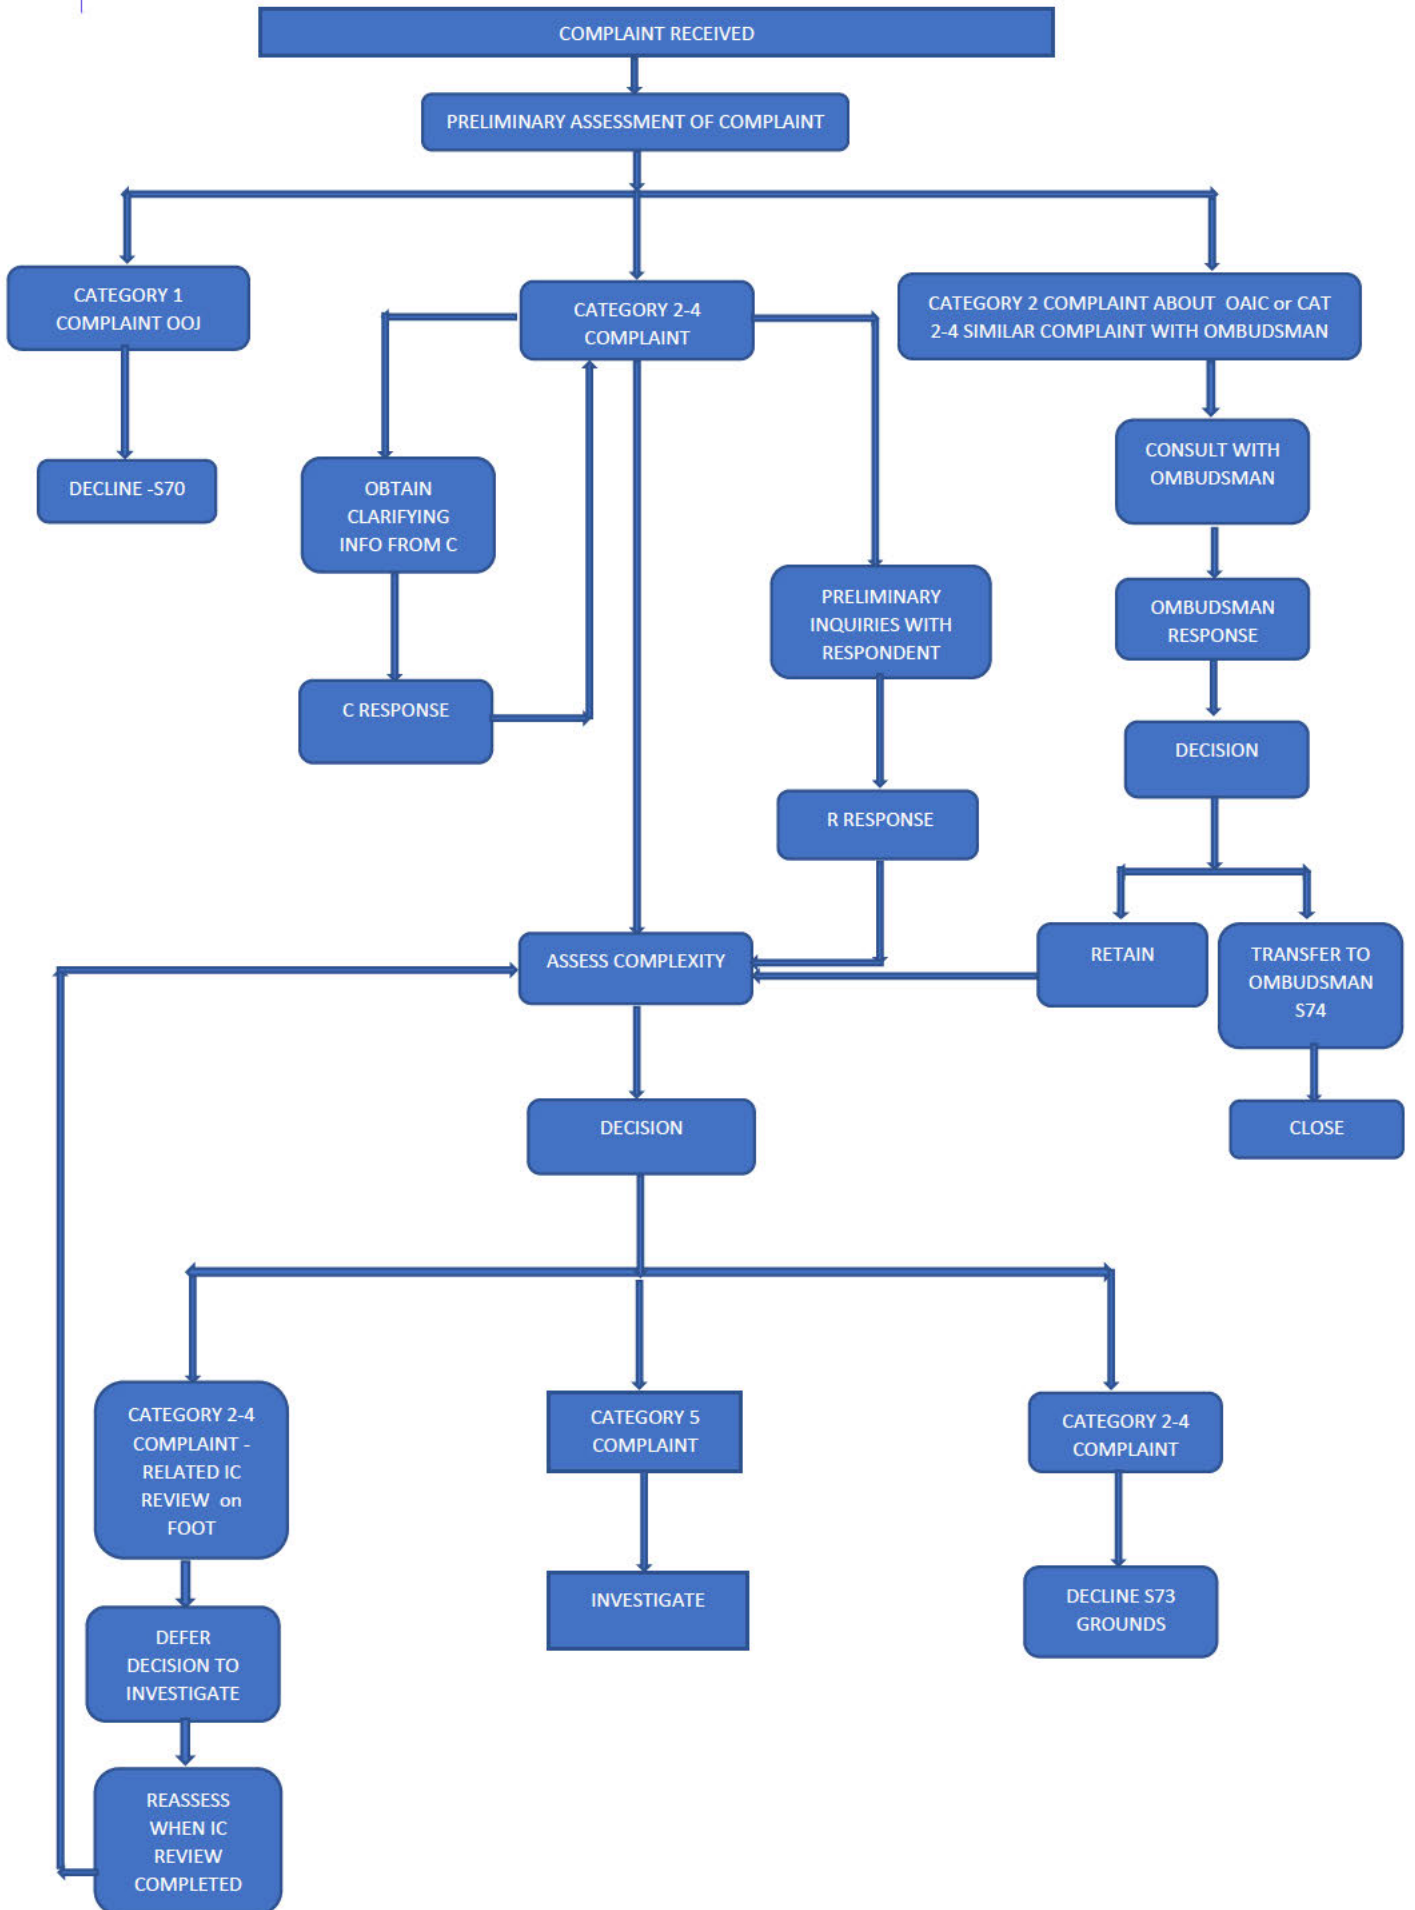 COMPLAINT RECEIVED
PRELIMINARY ASSESSMENT OF COMPLAINT
CATEGORY 1
COMPLAINT OOJ
CATEGORY 2-4
COMPLAINT
CATEGORY 2 COMPLAINT ABOUT OAIC or CAT
2-4 SIMILAR COMPLAINT WITH OMBUDSMAN
DECLINE -S70
OBTAIN
CLARIFYING
INFO FROM C
CONSULT WITH
OMBUDSMAN
PRELIMINARY
INQUIRIES WITH
RESPONDENT
OMBUDSMAN
RESPONSE
C RESPONSE
DECISION
R RESPONSE
ASSESS COMPLEXITY
RETAIN
TRANSFER TO
OMBUDSMAN
S74
DECISION
CLOSE
CATEGORY 2-4
COMPLAINT -
RELATED IC
REVIEW on
FOOT
CATEGORY 5
COMPLAINT
CATEGORY 2-4
COMPLAINT
INVESTIGATE
DECLINE S73
GROUNDS
DEFER
DECISION TO
INVESTIGATE
REASSESS
WHEN IC
REVIEW
COMPLETED